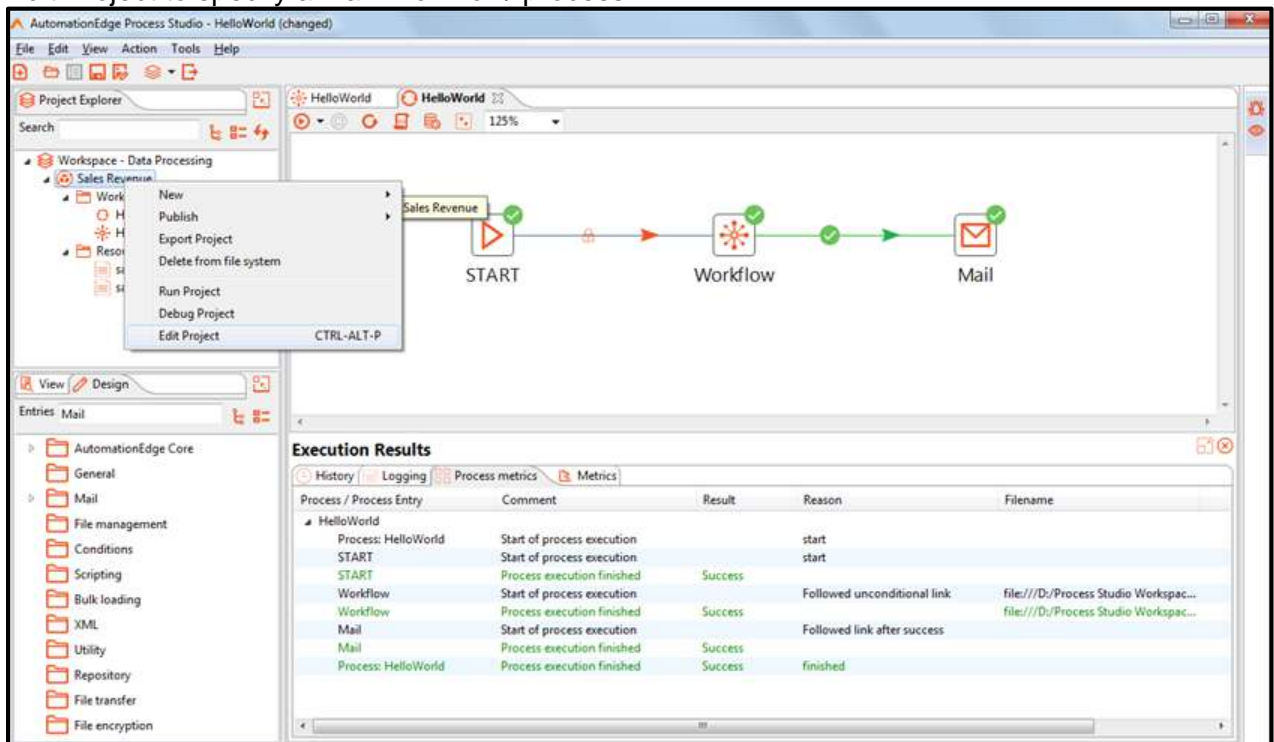 AutomationEdge Process Studio - HelloWorld (changed)
File Edit View Action Tools Help
Project Explorer
Search
Workspace - Data Processing
Sales Revenue
Work
H
H
Resou
sa
sa
New
Publish
Export Project
Delete from file system
Run Project
Debug Project
Edit Project CTRL-ALT-P
Sales Revenue
HelloWorld HelloWorld
125%
START Workflow Mail
View Design
Entries Mail
AutomationEdge Core
General
Mail
File management
Conditions
Scripting
Bulk loading
XML
Utility
Repository
File transfer
File encryption
Execution Results
History Logging Process metrics Metrics
Process / Process Entry Comment Result Reason Filename
HelloWorld
Process: HelloWorld Start of process execution start
START Start of process execution start
START Process execution finished Success
Workflow Start of process execution Followed unconditional link file:///D:/Process Studio Workspac...
Workflow Process execution finished Success file:///D:/Process Studio Workspac...
Mail Start of process execution Followed link after success
Mail Process execution finished Success
Process: HelloWorld Process execution finished Success finished